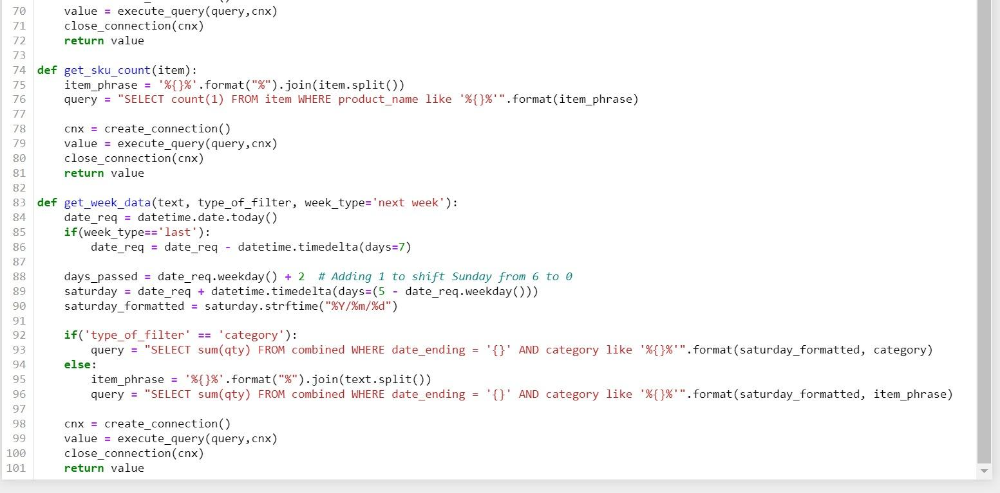 70 value = execute_query(query,cnx)
71 close_connection(cnx)
72 return value
73
74 def get_sku_count(item):
75 item_phrase = '%{}%'.format("%").join(item.split())
76 query = "SELECT count(1) FROM item WHERE product_name like '%{}%'".format(item_phrase)
77
78 cnx = create_connection()
79 value = execute_query(query,cnx)
80 close_connection(cnx)
81 return value
82
83 def get_week_data(text, type_of_filter, week_type='next week'):
84 date_req = datetime.date.today()
85 if(week_type=='last'):
86 date_req = date_req - datetime.timedelta(days=7)
87
88 days_passed = date_req.weekday() + 2  # Adding 1 to shift Sunday from 6 to 0
89 saturday = date_req + datetime.timedelta(days=(5 - date_req.weekday()))
90 saturday_formatted = saturday.strftime("%Y/%m/%d")
91
92 if('type_of_filter' == 'category'):
93 query = "SELECT sum(qty) FROM combined WHERE date_ending = '{}' AND category like '%{}%'".format(saturday_formatted, category)
94 else:
95 item_phrase = '%{}%'.format("%").join(text.split())
96 query = "SELECT sum(qty) FROM combined WHERE date_ending = '{}' AND category like '%{}%'".format(saturday_formatted, item_phrase)
97
98 cnx = create_connection()
99 value = execute_query(query,cnx)
100 close_connection(cnx)
101 return value